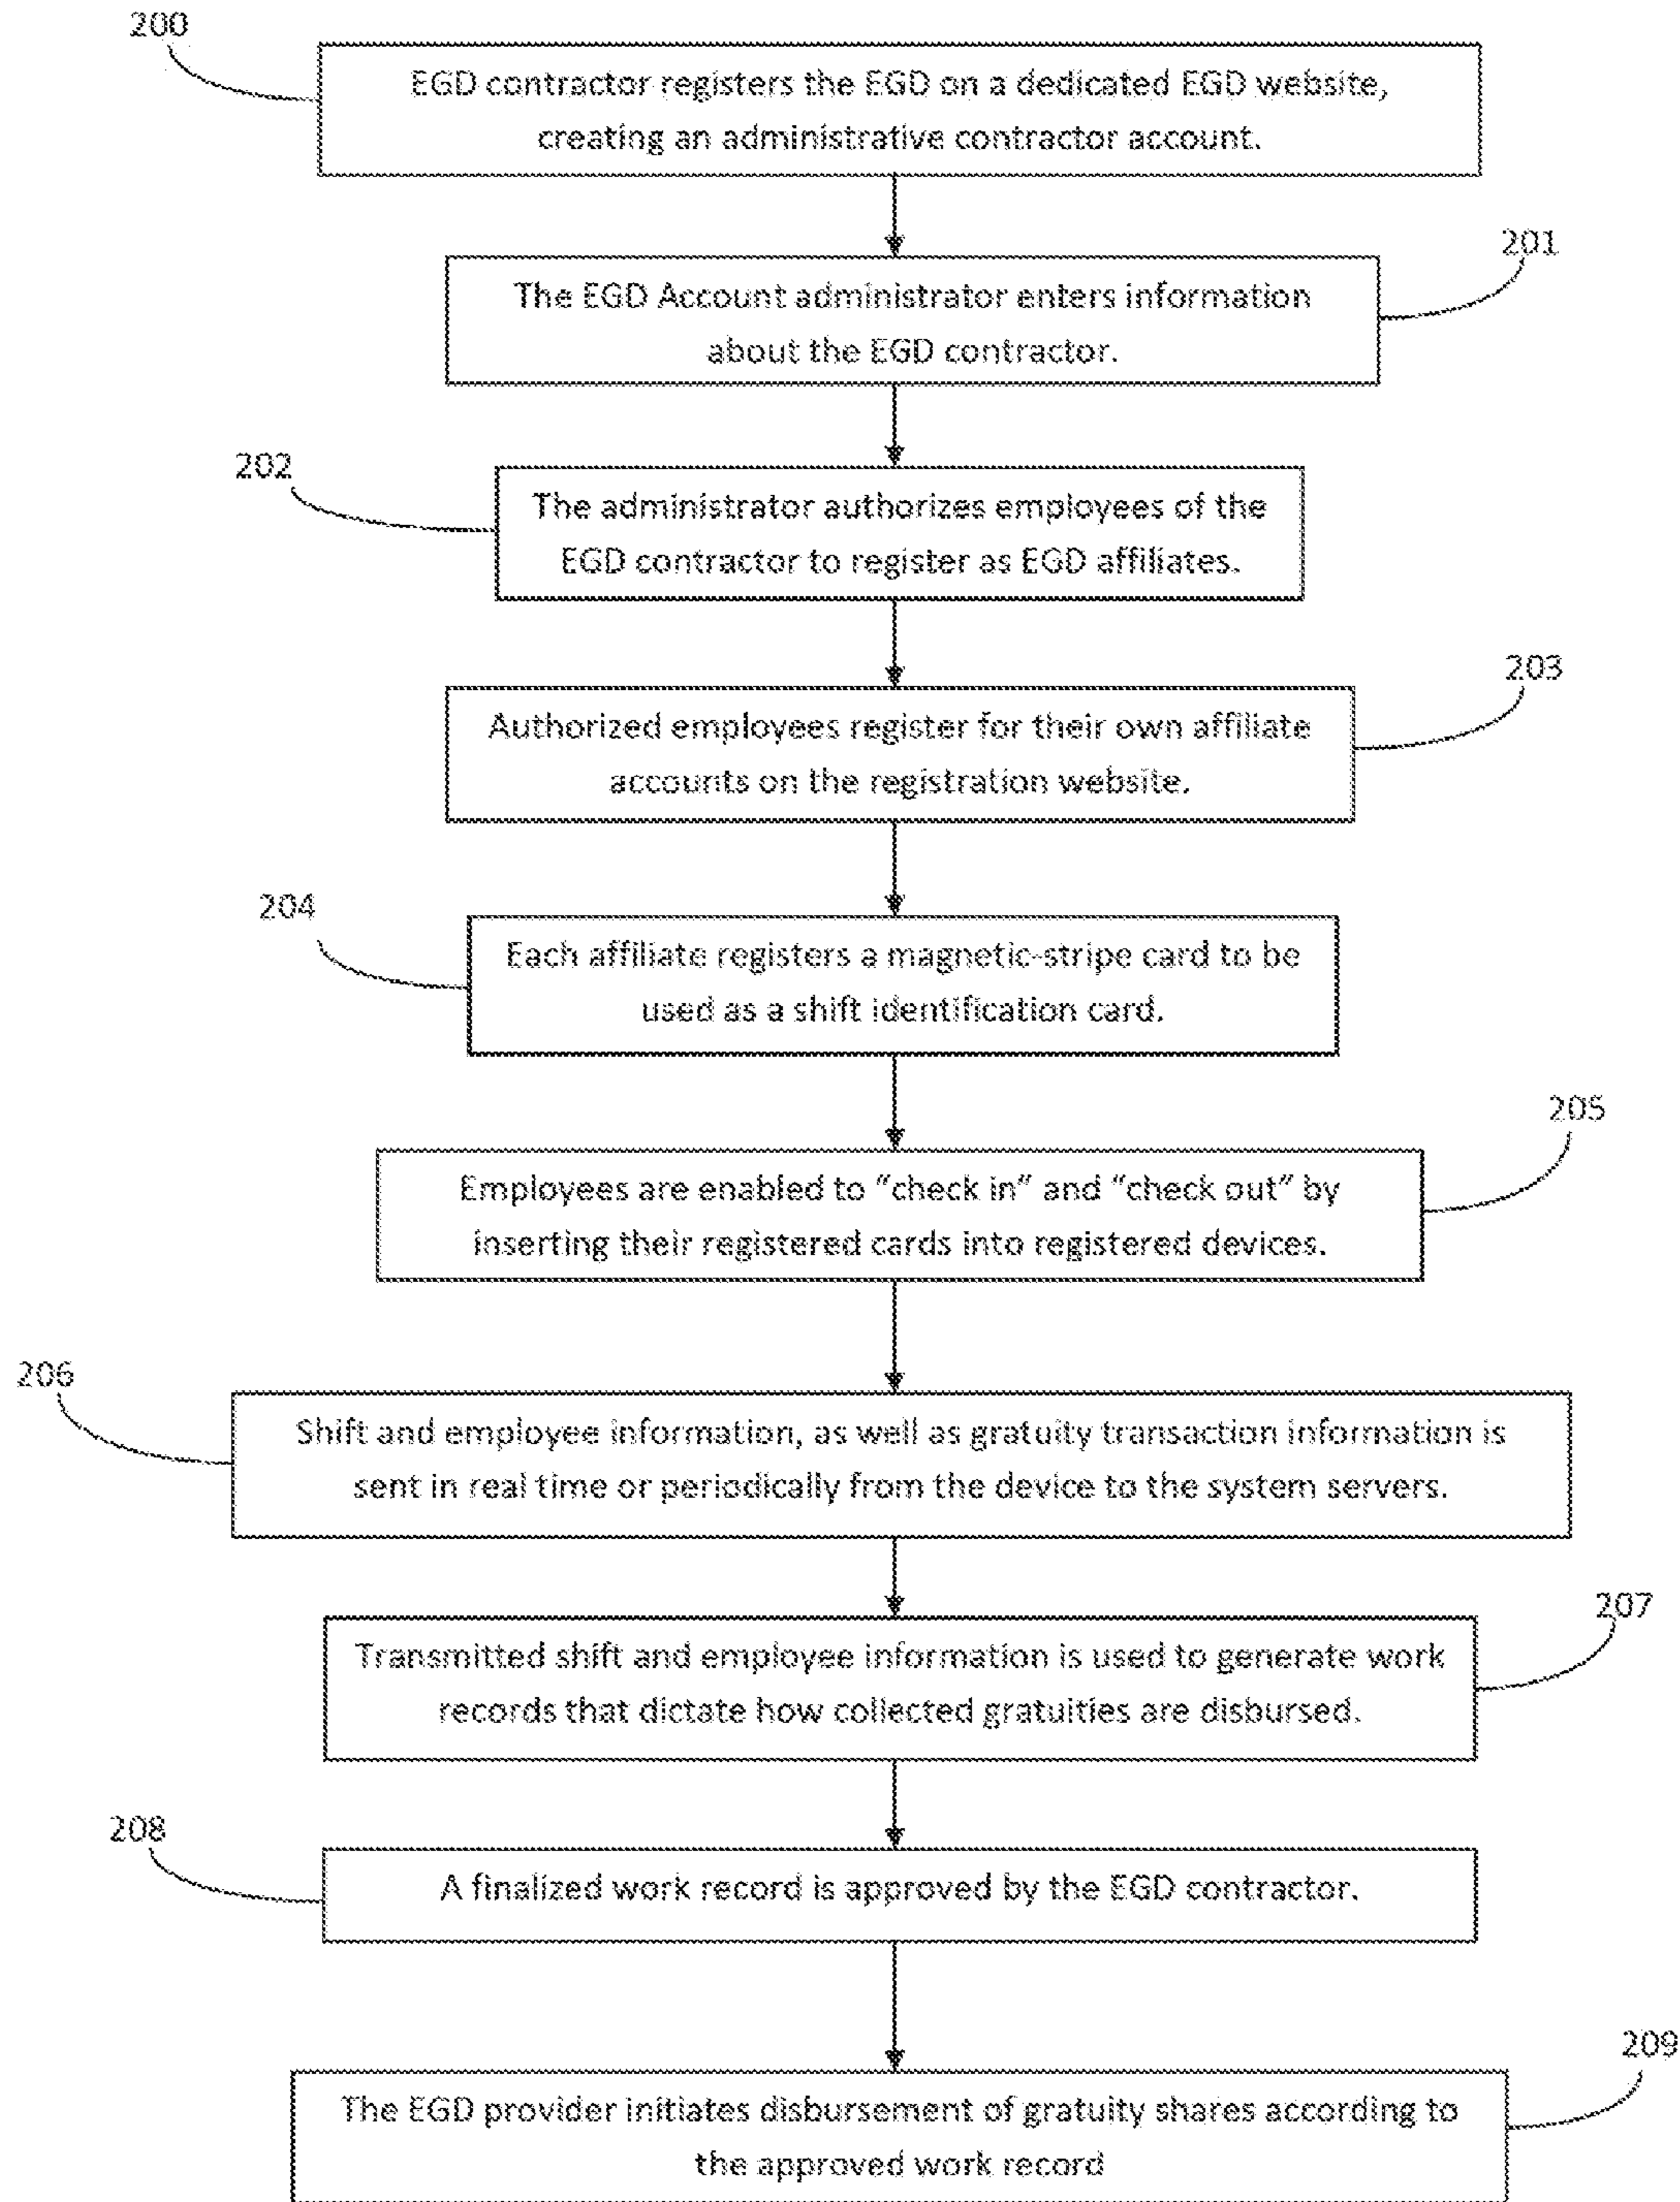 200
EGD contractor registers the EGD on a dedicated EGD website,
creating an administrative contractor account.
201
The EGD Account administrator enters information
about the EGD contractor.
202
The administrator authorizes employees of the
EGD contractor to register as EGD affiliates.
203
Authorized employees register for their own affiliate
accounts on the registration website.
204
Each affiliate registers a magnetic-stripe card to be
used as a shift identification card.
205
Employees are enabled to “check in” and “check out” by
inserting their registered cards into registered devices.
206
Shift and employee information, as well as gratuity transaction information is
sent in real time or periodically from the device to the system servers.
207
Transmitted shift and employee information is used to generate work
records that dictate how collected gratuities are disbursed.
208
A finalized work record is approved by the EGD contractor.
209
The EGD provider initiates disbursement of gratuity shares according to
the approved work record